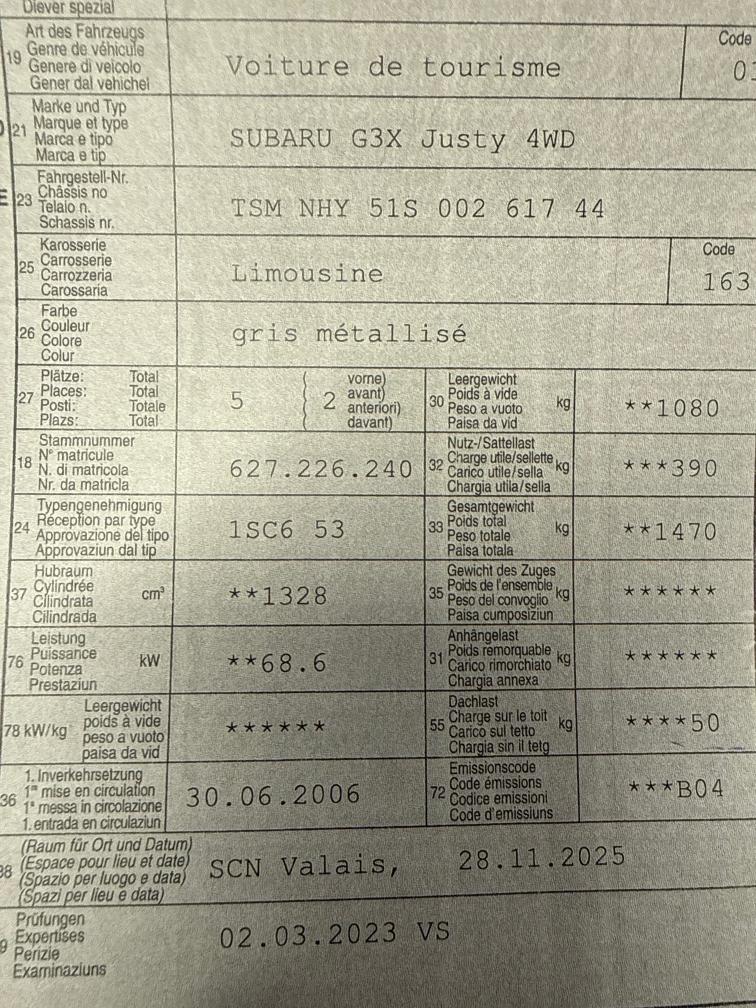 Diever spezial
19 Art des Fahrzeugs
Genre de véhicule
Genere di veicolo
Gener dal vehichel
Voiture de tourisme
Code
01
21 Marke und Typ
Marque et type
Marca e tipo
Marca e tip
SUBARU G3X Justy 4WD
23 Fahrgestell-Nr.
Châssis no
Telaio n.
Schassis nr.
TSM NHY 51S 002 617 44
25 Karosserie
Carrosserie
Carrozzeria
Carossaria
Limousine
Code
163
26 Farbe
Couleur
Colore
Colur
gris métallisé
27 Plätze: Total
Places: Total
Posti: Totale
Plazs: Total
5 2 vorne)
avant)
anteriori)
davant)
30 Leergewicht
Poids à vide
Peso a vuoto
Paisa da vid
kg **1080
18 Stammnummer
N° matricule
N. di matricola
Nr. da matricla
627.226.240
32 Nutz-/Sattellast
Charge utile/sellette
Carico utile/sella
Chargia utila/sella
kg ***390
24 Typengenehmigung
Réception par type
Approvazione del tipo
Approvaziun dal tip
1SC6 53
33 Gesamtgewicht
Poids total
Peso totale
Paisa totala
kg **1470
37 Hubraum
Cylindrée
Cilindrata
Cilindrada
cm³ **1328
35 Gewicht des Zuges
Poids de l'ensemble
Peso del convoglio
Paisa cumposiziun
kg ******
76 Leistung
Puissance
Potenza
Prestaziun
kW **68.6
31 Anhängelast
Poids remorquable
Carico rimorchiato
Chargia annexa
kg ******
78 kW/kg Leergewicht
poids à vide
peso a vuoto
paisa da vid
******
55 Dachlast
Charge sur le toit
Carico sul tetto
Chargia sin il tetg
kg ****50
36 1. Inverkehrsetzung
1re mise en circulation
1a messa in circolazione
1. entrada en circulaziun
30.06.2006
72 Emissionscode
Code émissions
Codice emissioni
Code d'emissiuns
***B04
38 (Raum für Ort und Datum)
(Espace pour lieu et date)
(Spazio per luogo e data)
(Spazi per lieu e data)
SCN Valais, 28.11.2025
9 Prüfungen
Expertises
Perizie
Examinaziuns
02.03.2023 VS